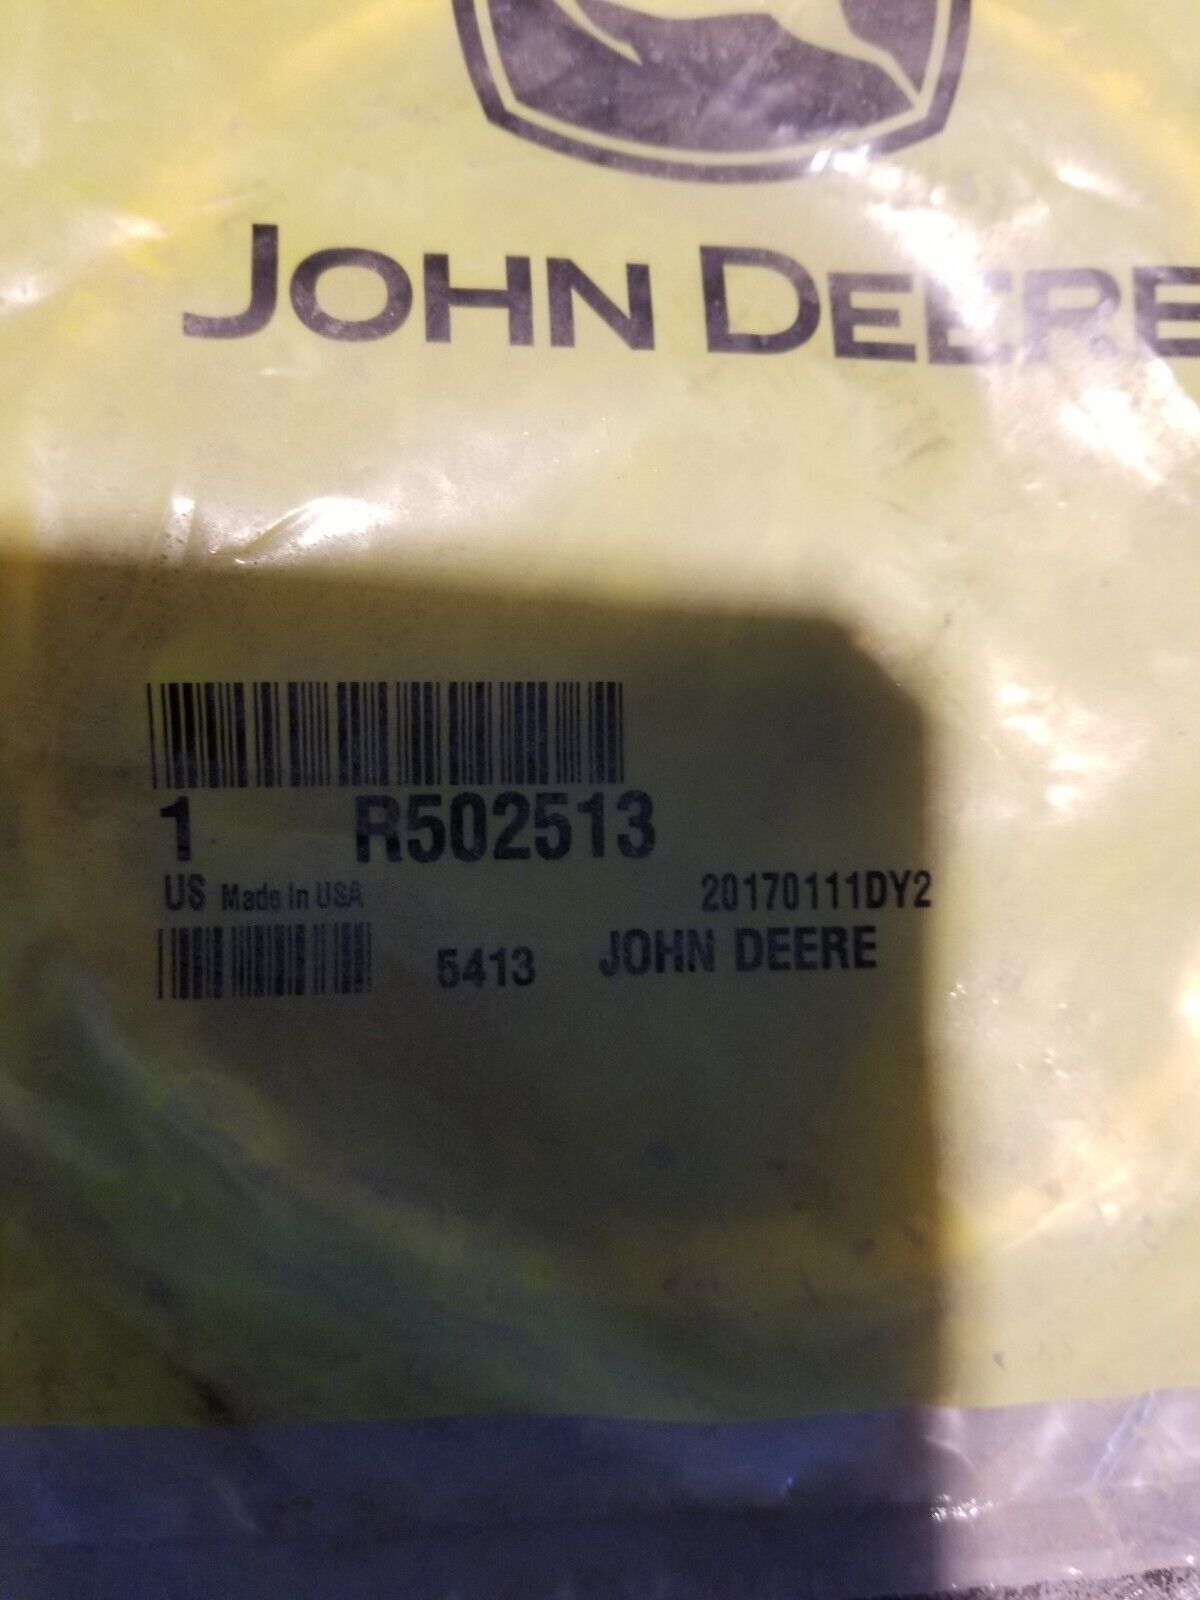 JOHN DEERE
1 R502513
US Made in USA 20170111DY2
5413 JOHN DEERE